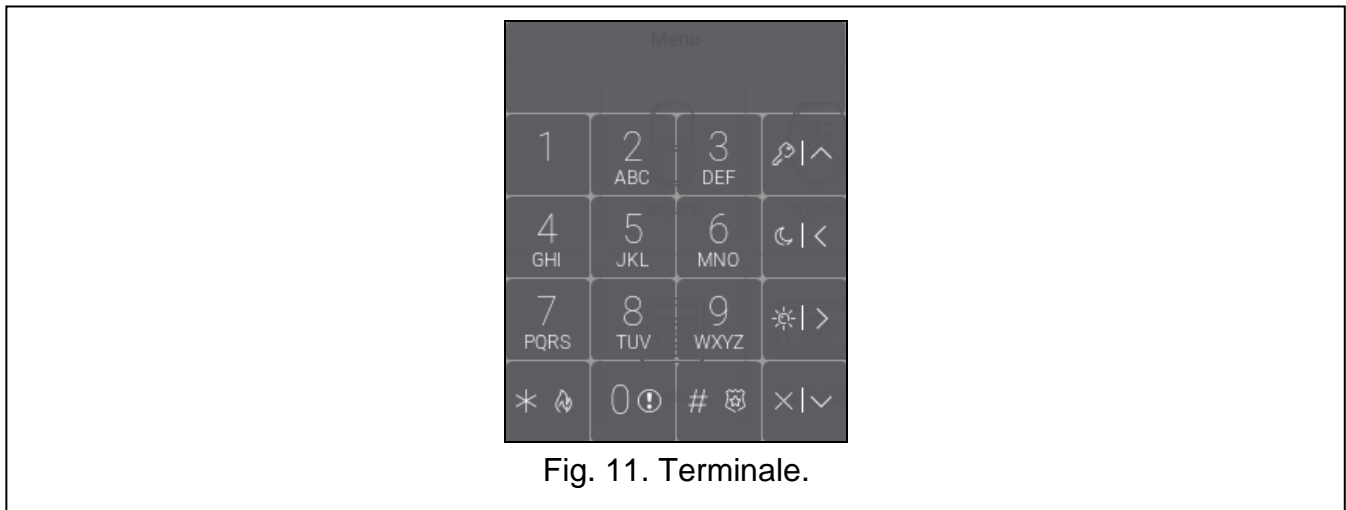 Menu
1 2 3
ABC DEF
4 5 6
GHI JKL MNO
7 8 9
PQRS TUV WXYZ
* 0 #
Fig. 11. Terminale.